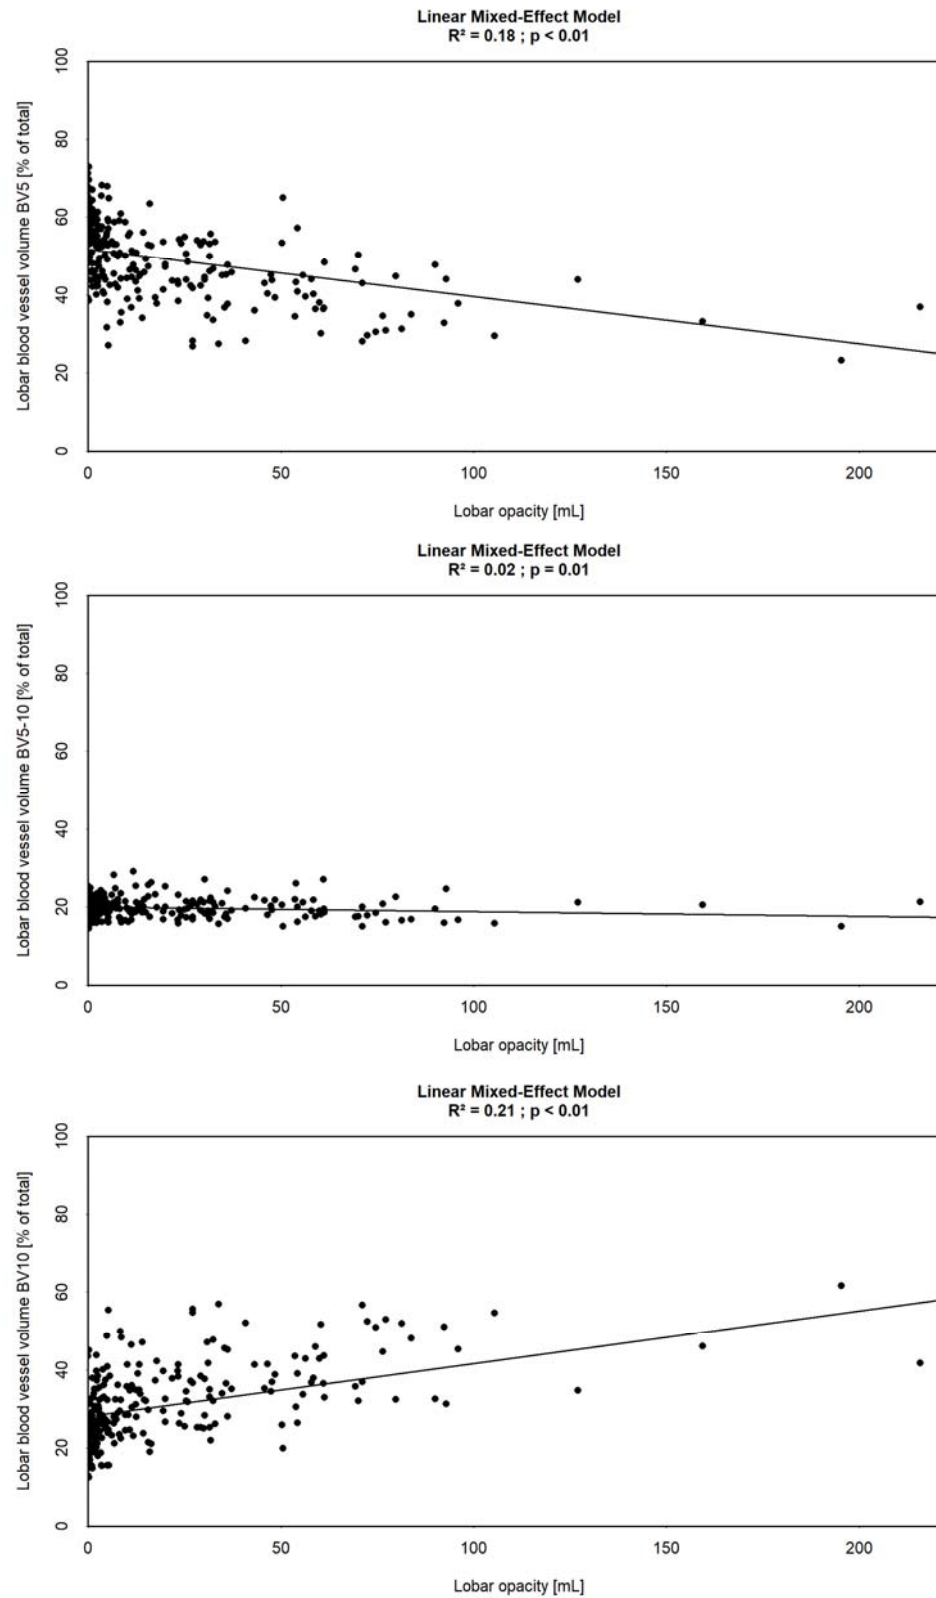 Linear Mixed-Effect Model
R² = 0.18 ; p < 0.01
Lobar blood vessel volume BV5 [% of total]
100
80
60
40
20
0
0 50 100 150 200
Lobar opacity [mL]
Linear Mixed-Effect Model
R² = 0.02 ; p = 0.01
Lobar blood vessel volume BV5-10 [% of total]
100
80
60
40
20
0
0 50 100 150 200
Lobar opacity [mL]
Linear Mixed-Effect Model
R² = 0.21 ; p < 0.01
Lobar blood vessel volume BV10 [% of total]
100
80
60
40
20
0
0 50 100 150 200
Lobar opacity [mL]